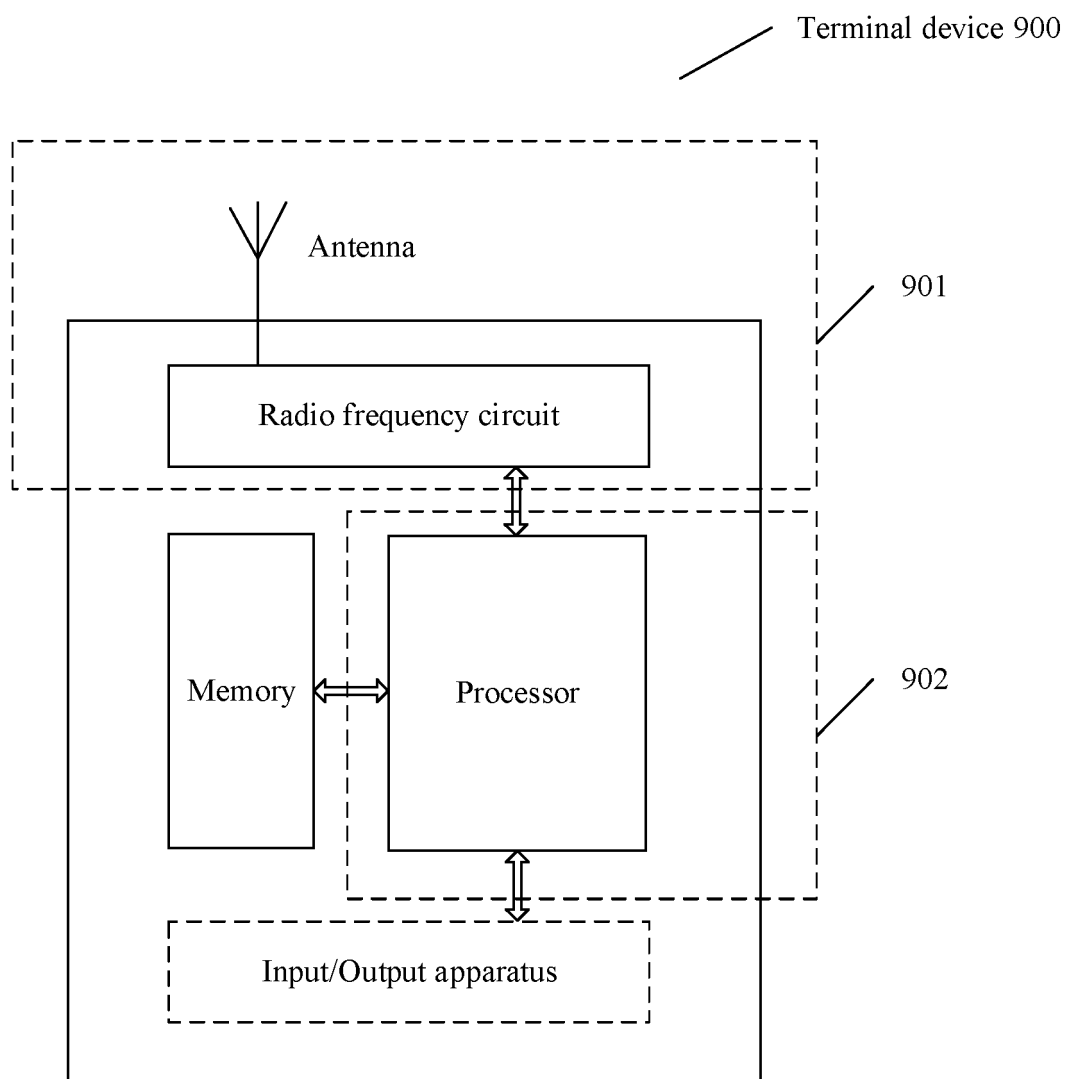 Terminal device 900
Antenna
901
Radio frequency circuit
Memory
Processor
902
Input/Output apparatus